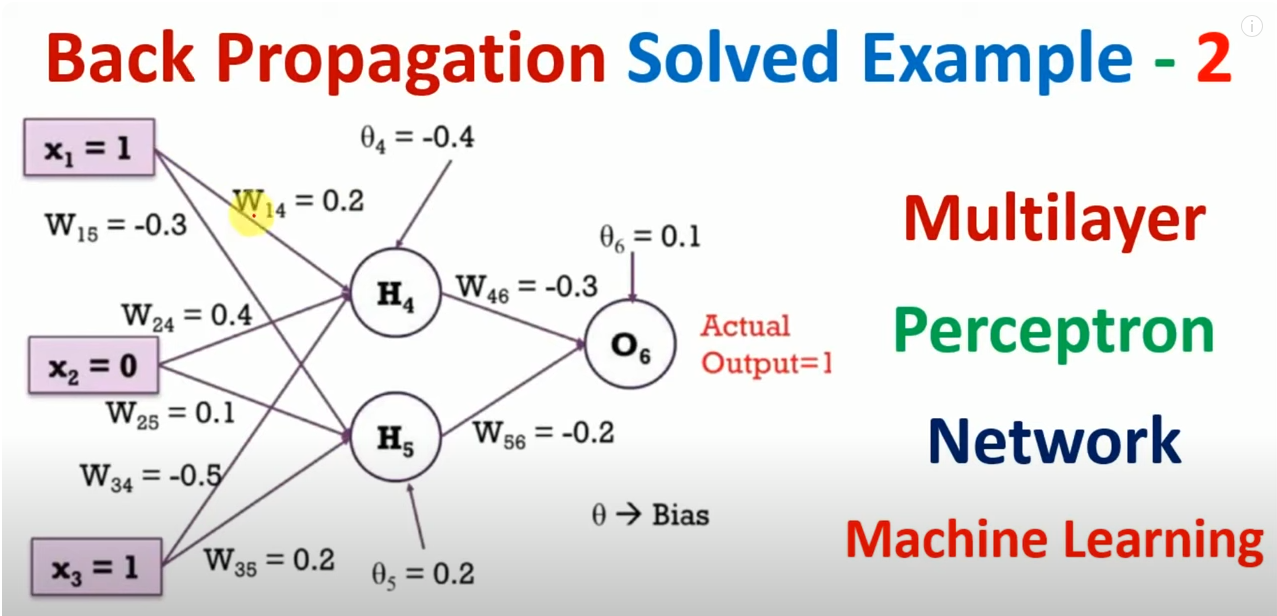 Back Propagation Solved Example - 2
x₁ = 1
θ₄ = -0.4
W₁₄ = 0.2
W₁₅ = -0.3
θ₆ = 0.1
H₄
W₄₆ = -0.3
W₂₄ = 0.4
O₆
Actual
Output=1
x₂ = 0
W₂₅ = 0.1
H₅
W₅₆ = -0.2
W₃₄ = -0.5
θ → Bias
x₃ = 1
W₃₅ = 0.2
θ₅ = 0.2
Multilayer
Perceptron
Network
Machine Learning